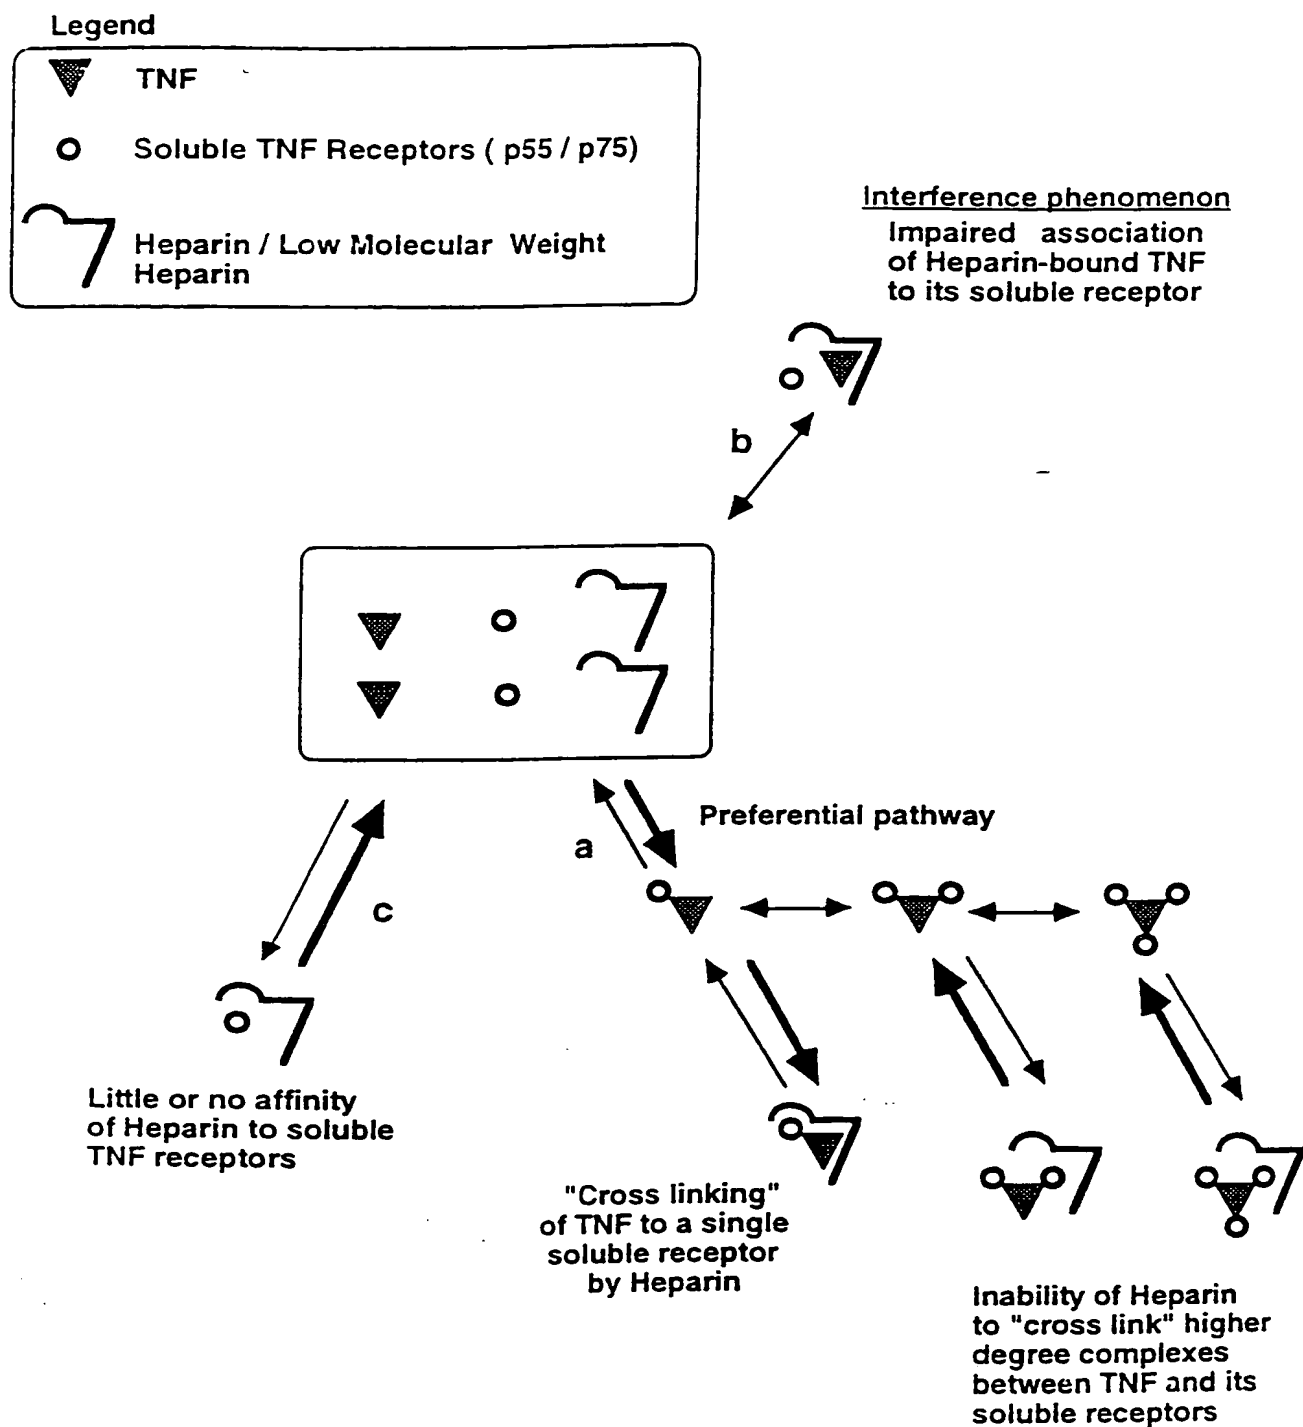 Legend
TNF
Soluble TNF Receptors ( p55 / p75)
Heparin / Low Molecular Weight
Heparin
Interference phenomenon
Impaired association
of Heparin-bound TNF
to its soluble receptor
b
Preferential pathway
a
c
Little or no affinity
of Heparin to soluble
TNF receptors
"Cross linking"
of TNF to a single
soluble receptor
by Heparin
Inability of Heparin
to "cross link" higher
degree complexes
between TNF and its
soluble receptors